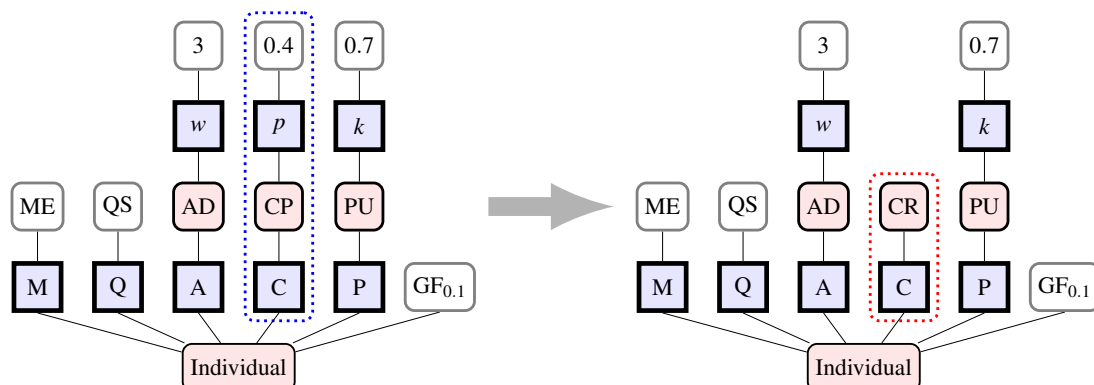 3 0.4 0.7 3 0.7
w p k w k
ME QS AD CP PU ME QS AD CR PU
M Q A C P GF0.1 M Q A C P GF0.1
Individual Individual